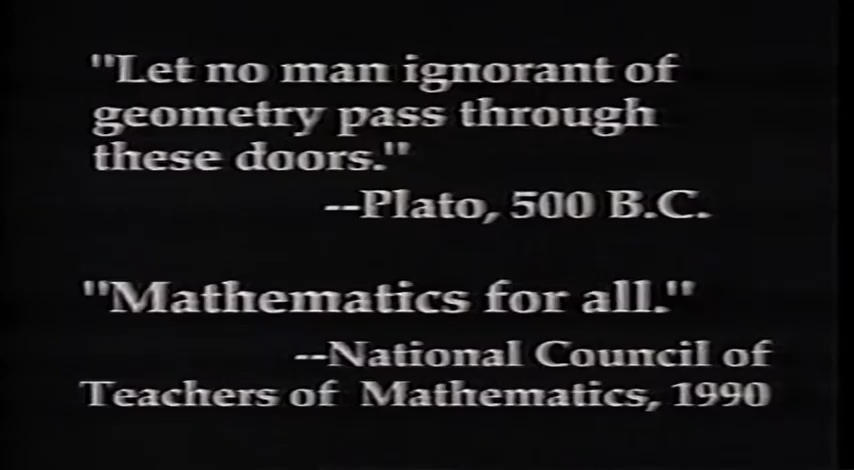 "Let no man ignorant of
geometry pass through
these doors."
--Plato, 500 B.C.
"Mathematics for all."
--National Council of
Teachers of Mathematics, 1990